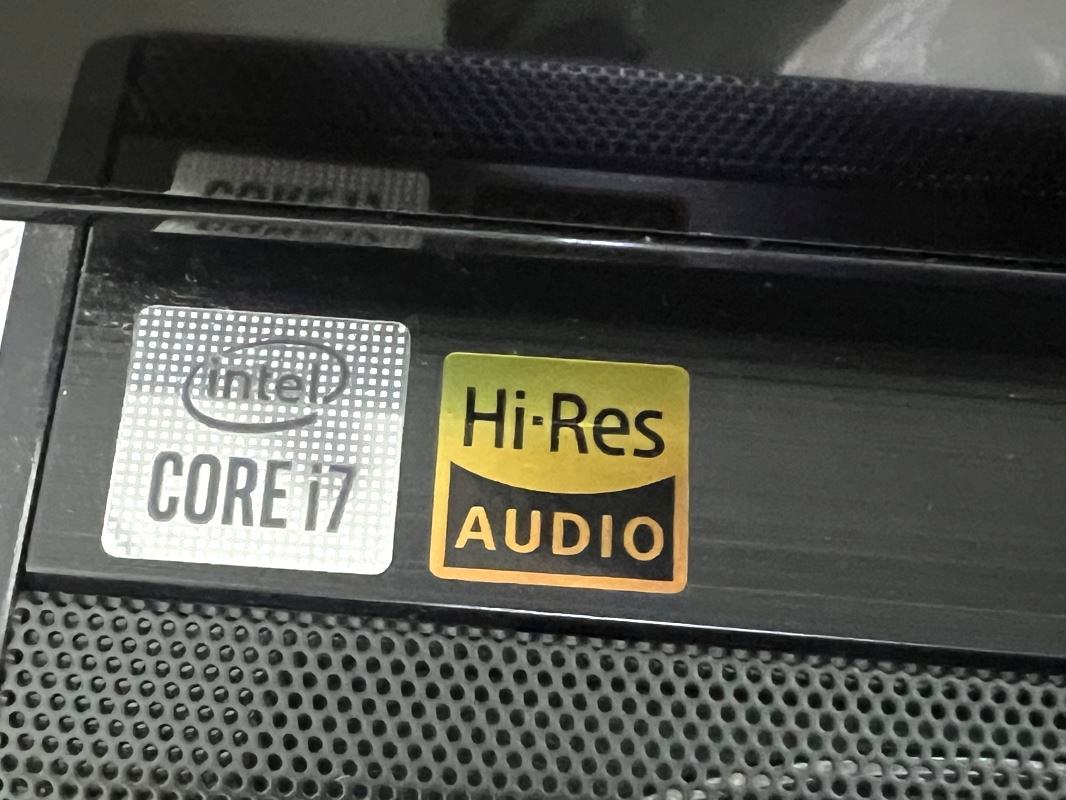 intel
CORE i7
Hi-Res
AUDIO